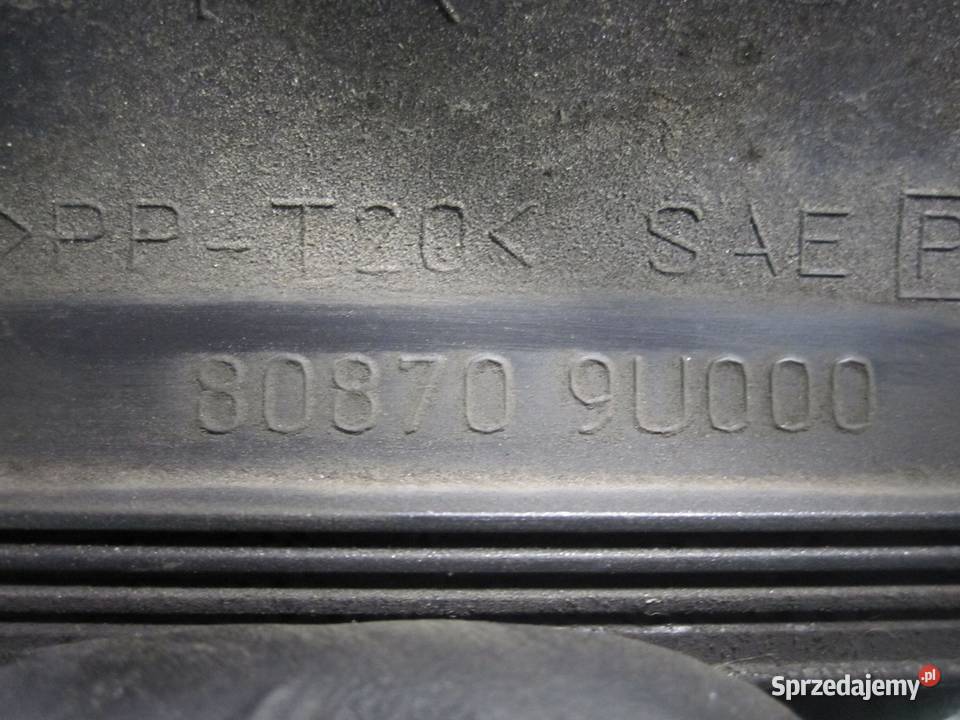 >PP-T20< SAE P
80870 9U000
Sprzedajemy.pl